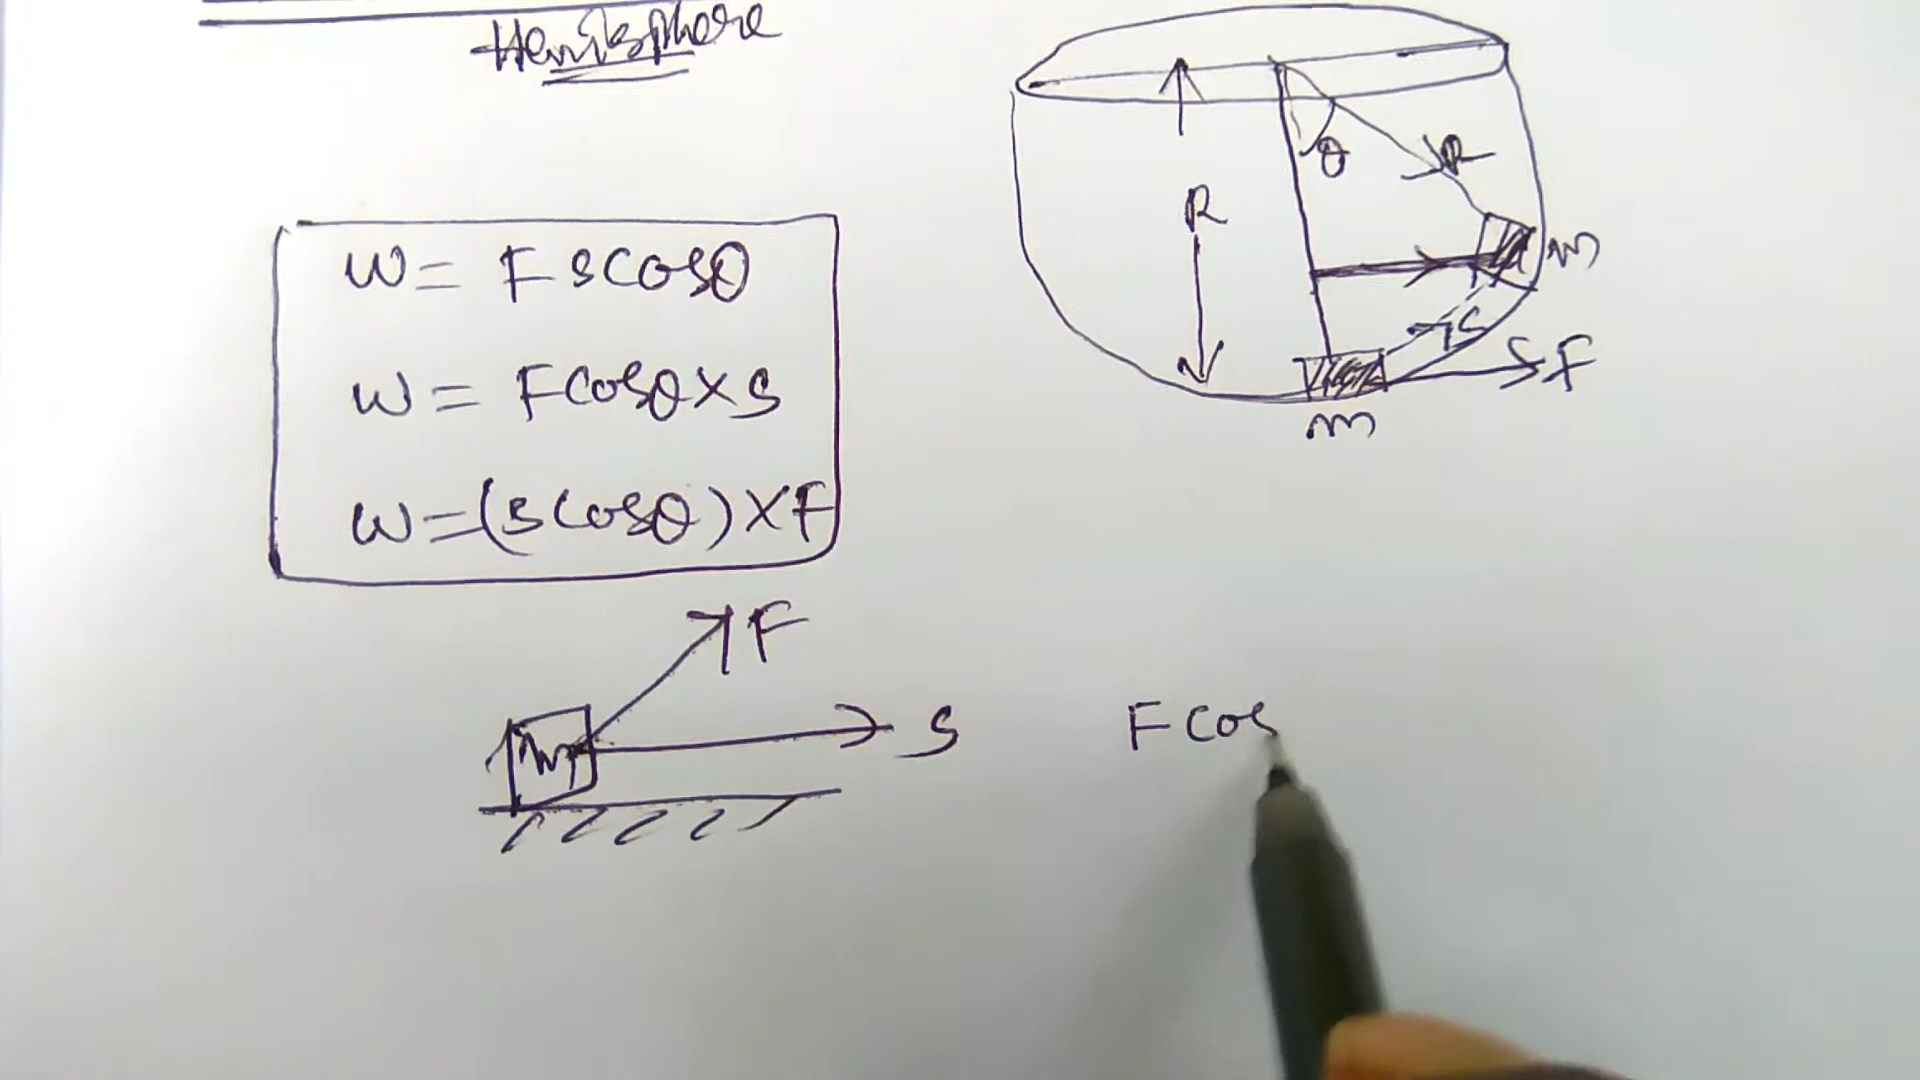 Hemisphere
W = F S COSθ
W = F COSθ × S
W = (S COSθ) × F
R
θ
R
m
S
F
m
F
S
m
F COS